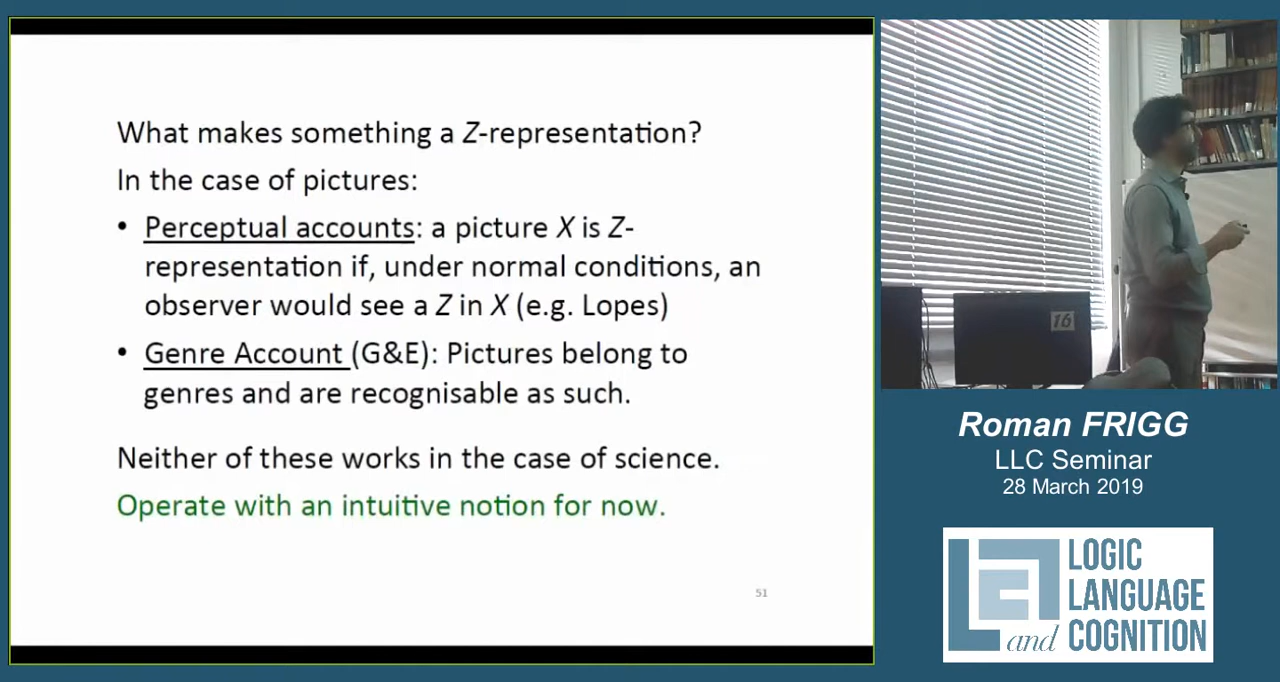 What makes something a Z-representation?
In the case of pictures:
• Perceptual accounts: a picture X is Z-
representation if, under normal conditions, an
observer would see a Z in X (e.g. Lopes)
• Genre Account (G&E): Pictures belong to
genres and are recognisable as such.
Neither of these works in the case of science.
Operate with an intuitive notion for now.
51
16
Roman FRIGG
LLC Seminar
28 March 2019
LOGIC
LANGUAGE
and COGNITION